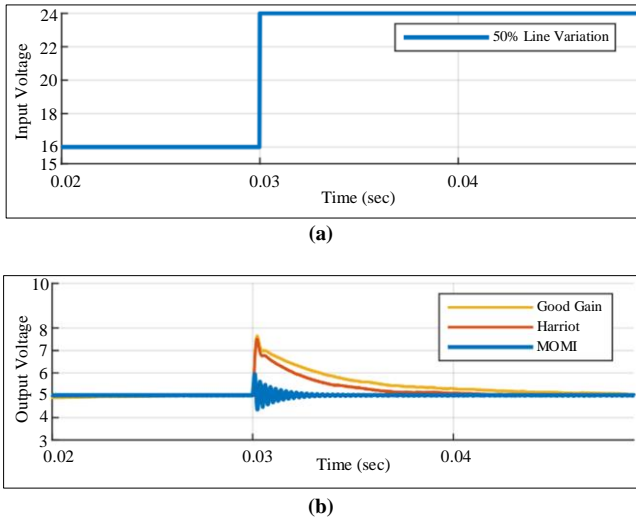 24
22
20
18
16
15
Input Voltage
50% Line Variation
0.02
0.03
0.04
Time (sec)
(a)
10
8
7
6
5
4
3
Output Voltage
Good Gain
Harriot
MOMI
0.02
0.03
0.04
Time (sec)
(b)